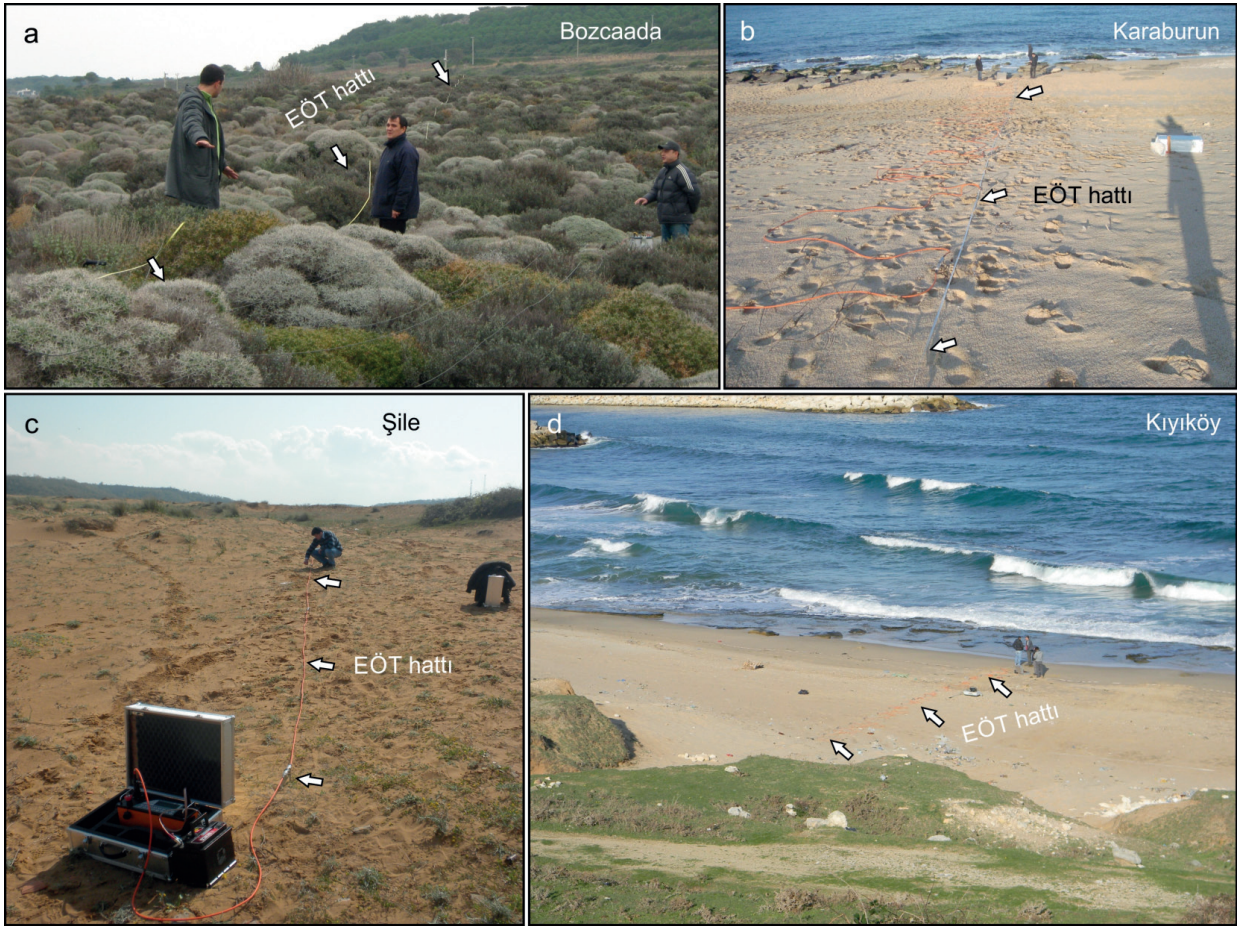 a
Bozcaada
EÖT hattı
b
Karaburun
EÖT hattı
c
Şile
EÖT hattı
d
Kıyıköy
EÖT hattı